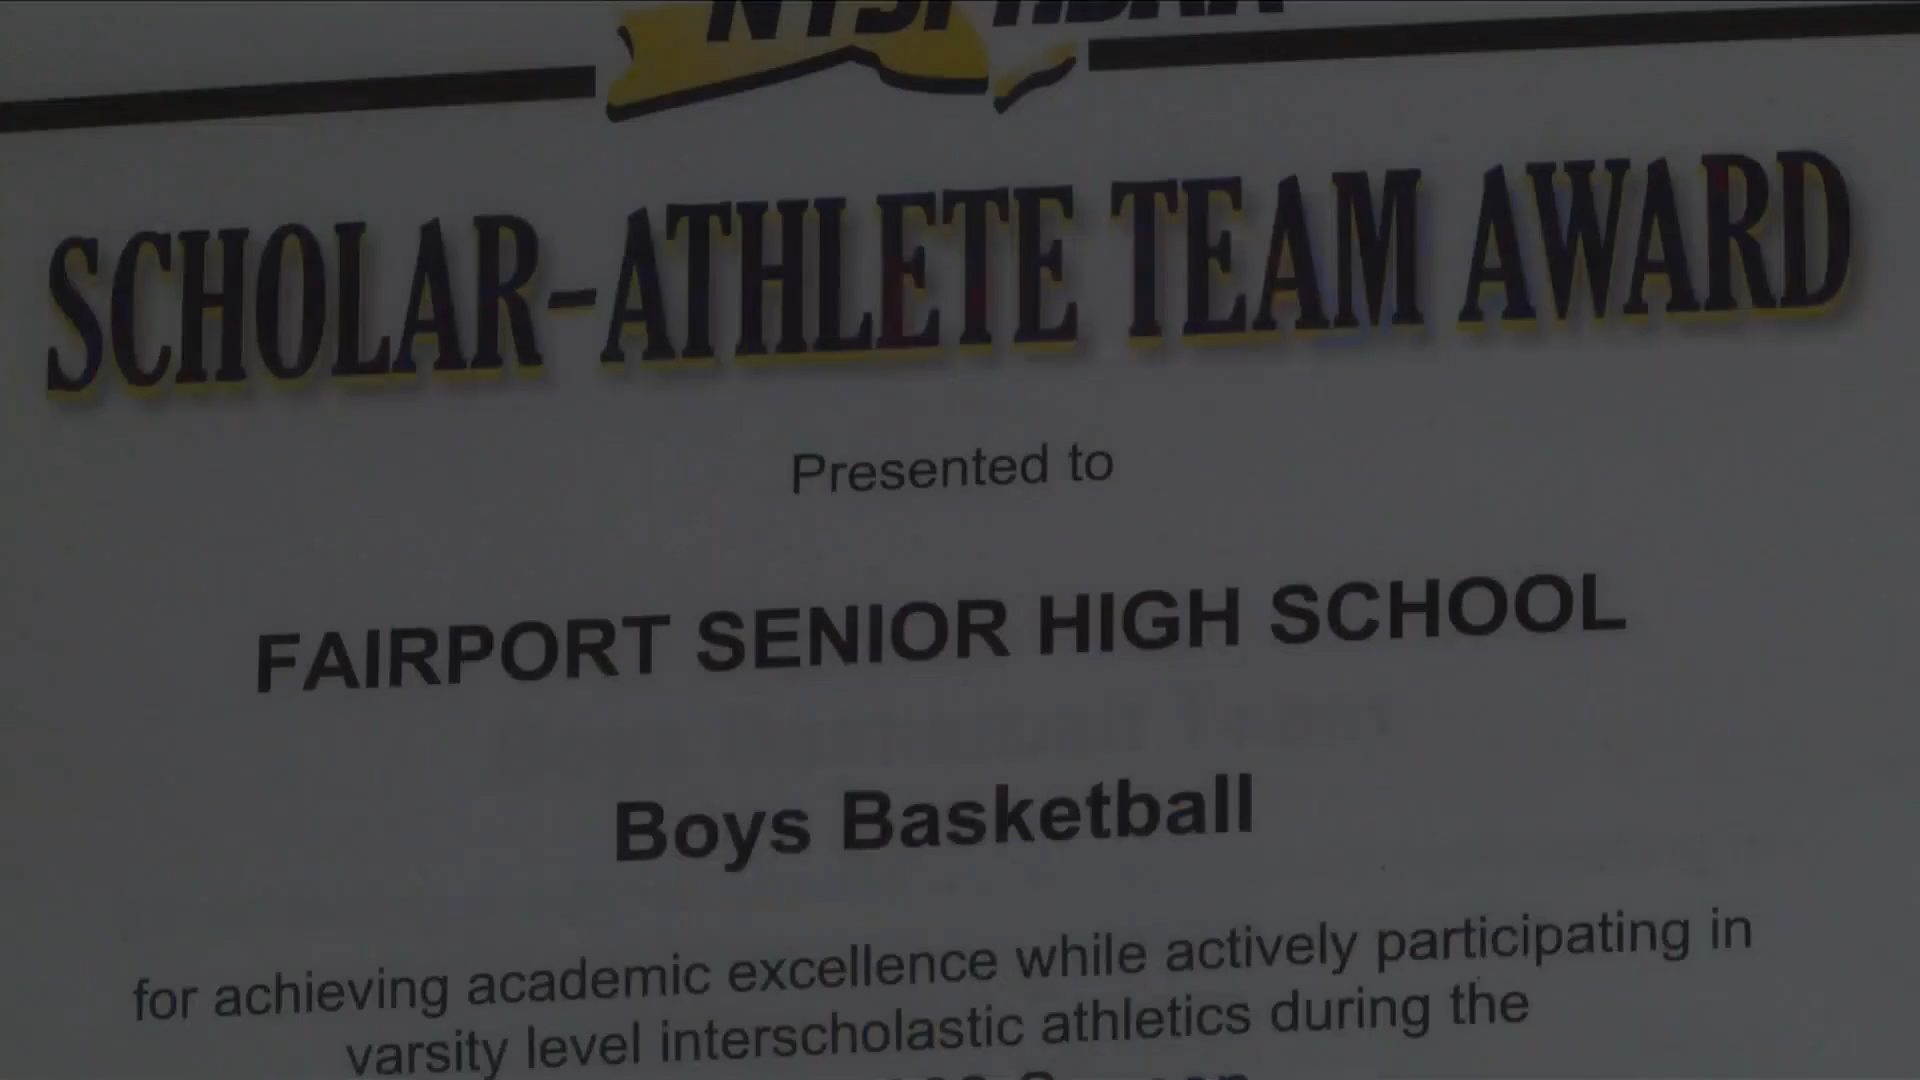 SCHOLAR-ATHLETE TEAM AWARD
Presented to
FAIRPORT SENIOR HIGH SCHOOL
Boys Basketball
for achieving academic excellence while actively participating in
varsity level interscholastic athletics during the